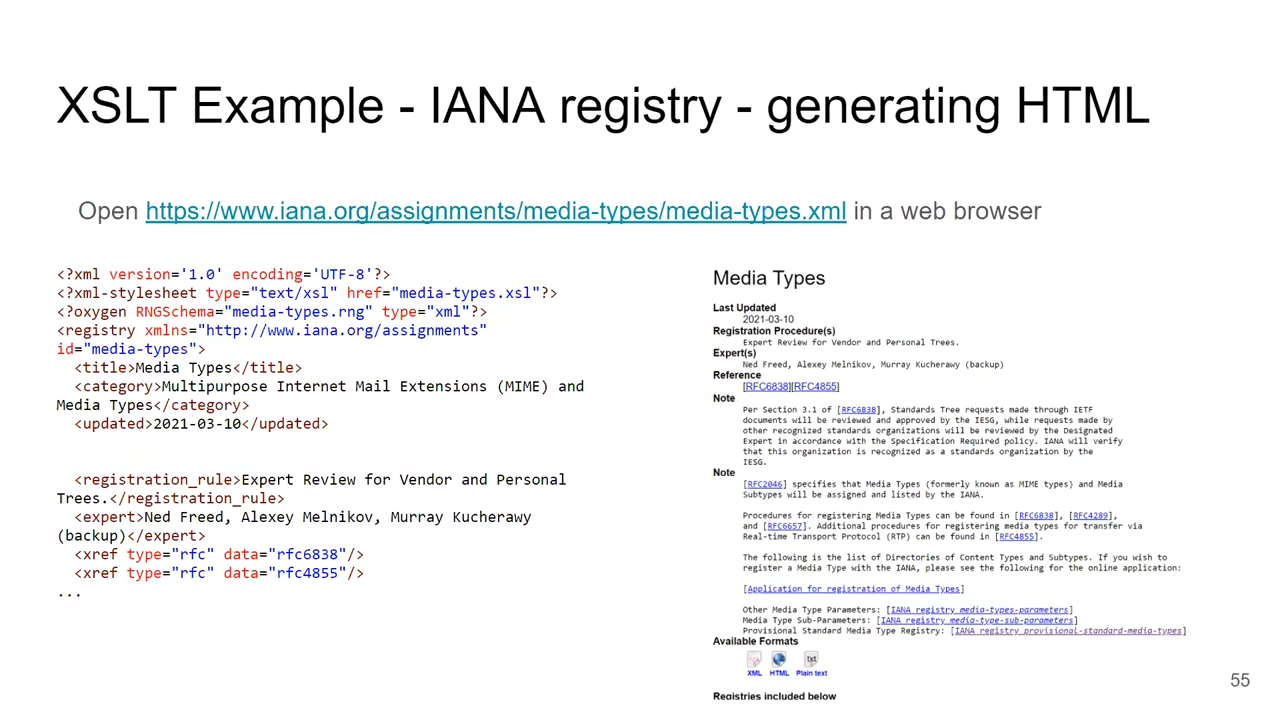 XSLT Example - IANA registry - generating HTML
Open https://www.iana.org/assignments/media-types/media-types.xml in a web browser
<?xml version='1.0' encoding='UTF-8'?>
<?xml-stylesheet type="text/xsl" href="media-types.xsl"?>
<?oxygen RNGSchema="media-types.rng" type="xml"?>
<registry xmlns="http://www.iana.org/assignments"
id="media-types">
<title>Media Types</title>
<category>Multipurpose Internet Mail Extensions (MIME) and
Media Types</category>
<updated>2021-03-10</updated>
<registration_rule>Expert Review for Vendor and Personal
Trees.</registration_rule>
<expert>Ned Freed, Alexey Melnikov, Murray Kucherawy
(backup)</expert>
<xref type="rfc" data="rfc6838"/>
<xref type="rfc" data="rfc4855"/>
...
Media Types
Last Updated
2021-03-10
Registration Procedure(s)
Expert Review for Vendor and Personal Trees.
Expert(s)
Ned Freed, Alexey Melnikov, Murray Kucherawy (backup)
Reference
[RFC6838][RFC4855]
Note
Per Section 3.1 of [RFC6838], Standards Tree requests made through IETF
documents will be reviewed and approved by the IESG, while requests made by
other recognized standards organizations will be reviewed by the Designated
Expert in accordance with the Specification Required policy. IANA will verify
that this organization is recognized as a standards organization by the
IESG.
Note
[RFC2046] specifies that Media Types (formerly known as MIME types) and Media
Subtypes will be assigned and listed by the IANA.
Procedures for registering Media Types can be found in [RFC6838], [RFC4289],
and [RFC6657]. Additional procedures for registering media types for transfer via
Real-time Transport Protocol (RTP) can be found in [RFC4855].
The following is the list of Directories of Content Types and Subtypes. If you wish to
register a Media Type with the IANA, please see the following for the online application:
[Application for registration of Media Types]
Other Media Type Parameters: [IANA registry media-types-parameters]
Media Type Sub-Parameters: [IANA registry media-type-sub-parameters]
Provisional Standard Media Type Registry: [IANA registry provisional-standard-media-types]
Available Formats
txt
XML HTML Plain text
Registries included below
55